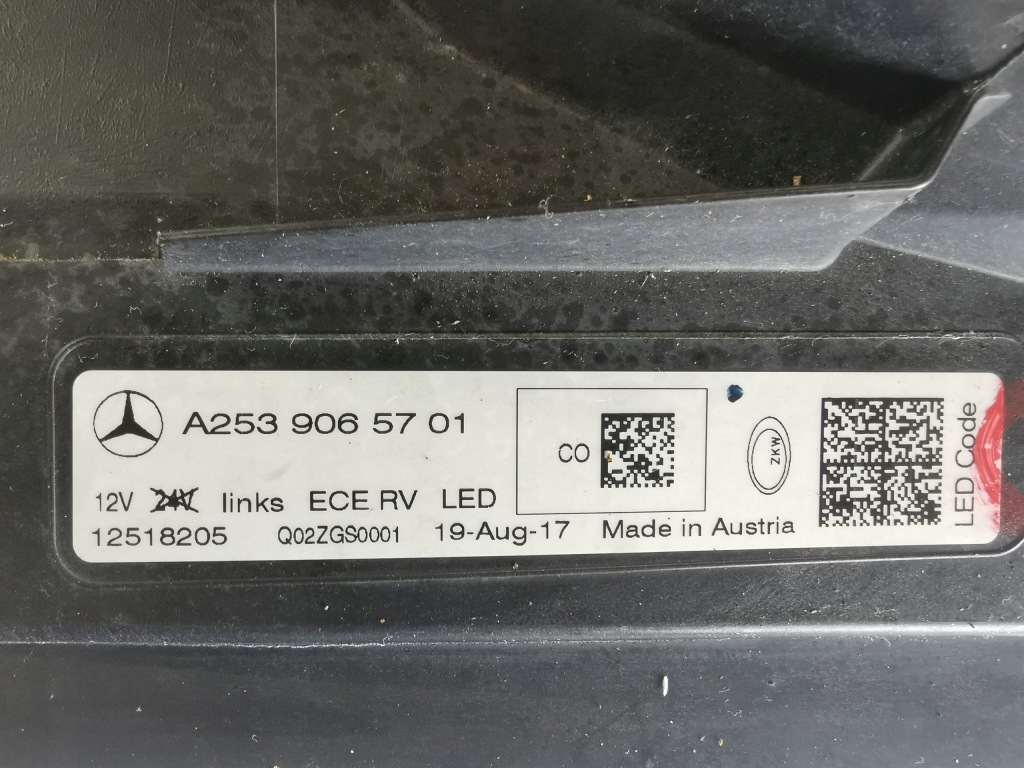 A253 906 57 01
12V 24V links ECE RV LED
12518205 Q02ZGS0001 19-Aug-17 Made in Austria
CO
ZKW
LED Code